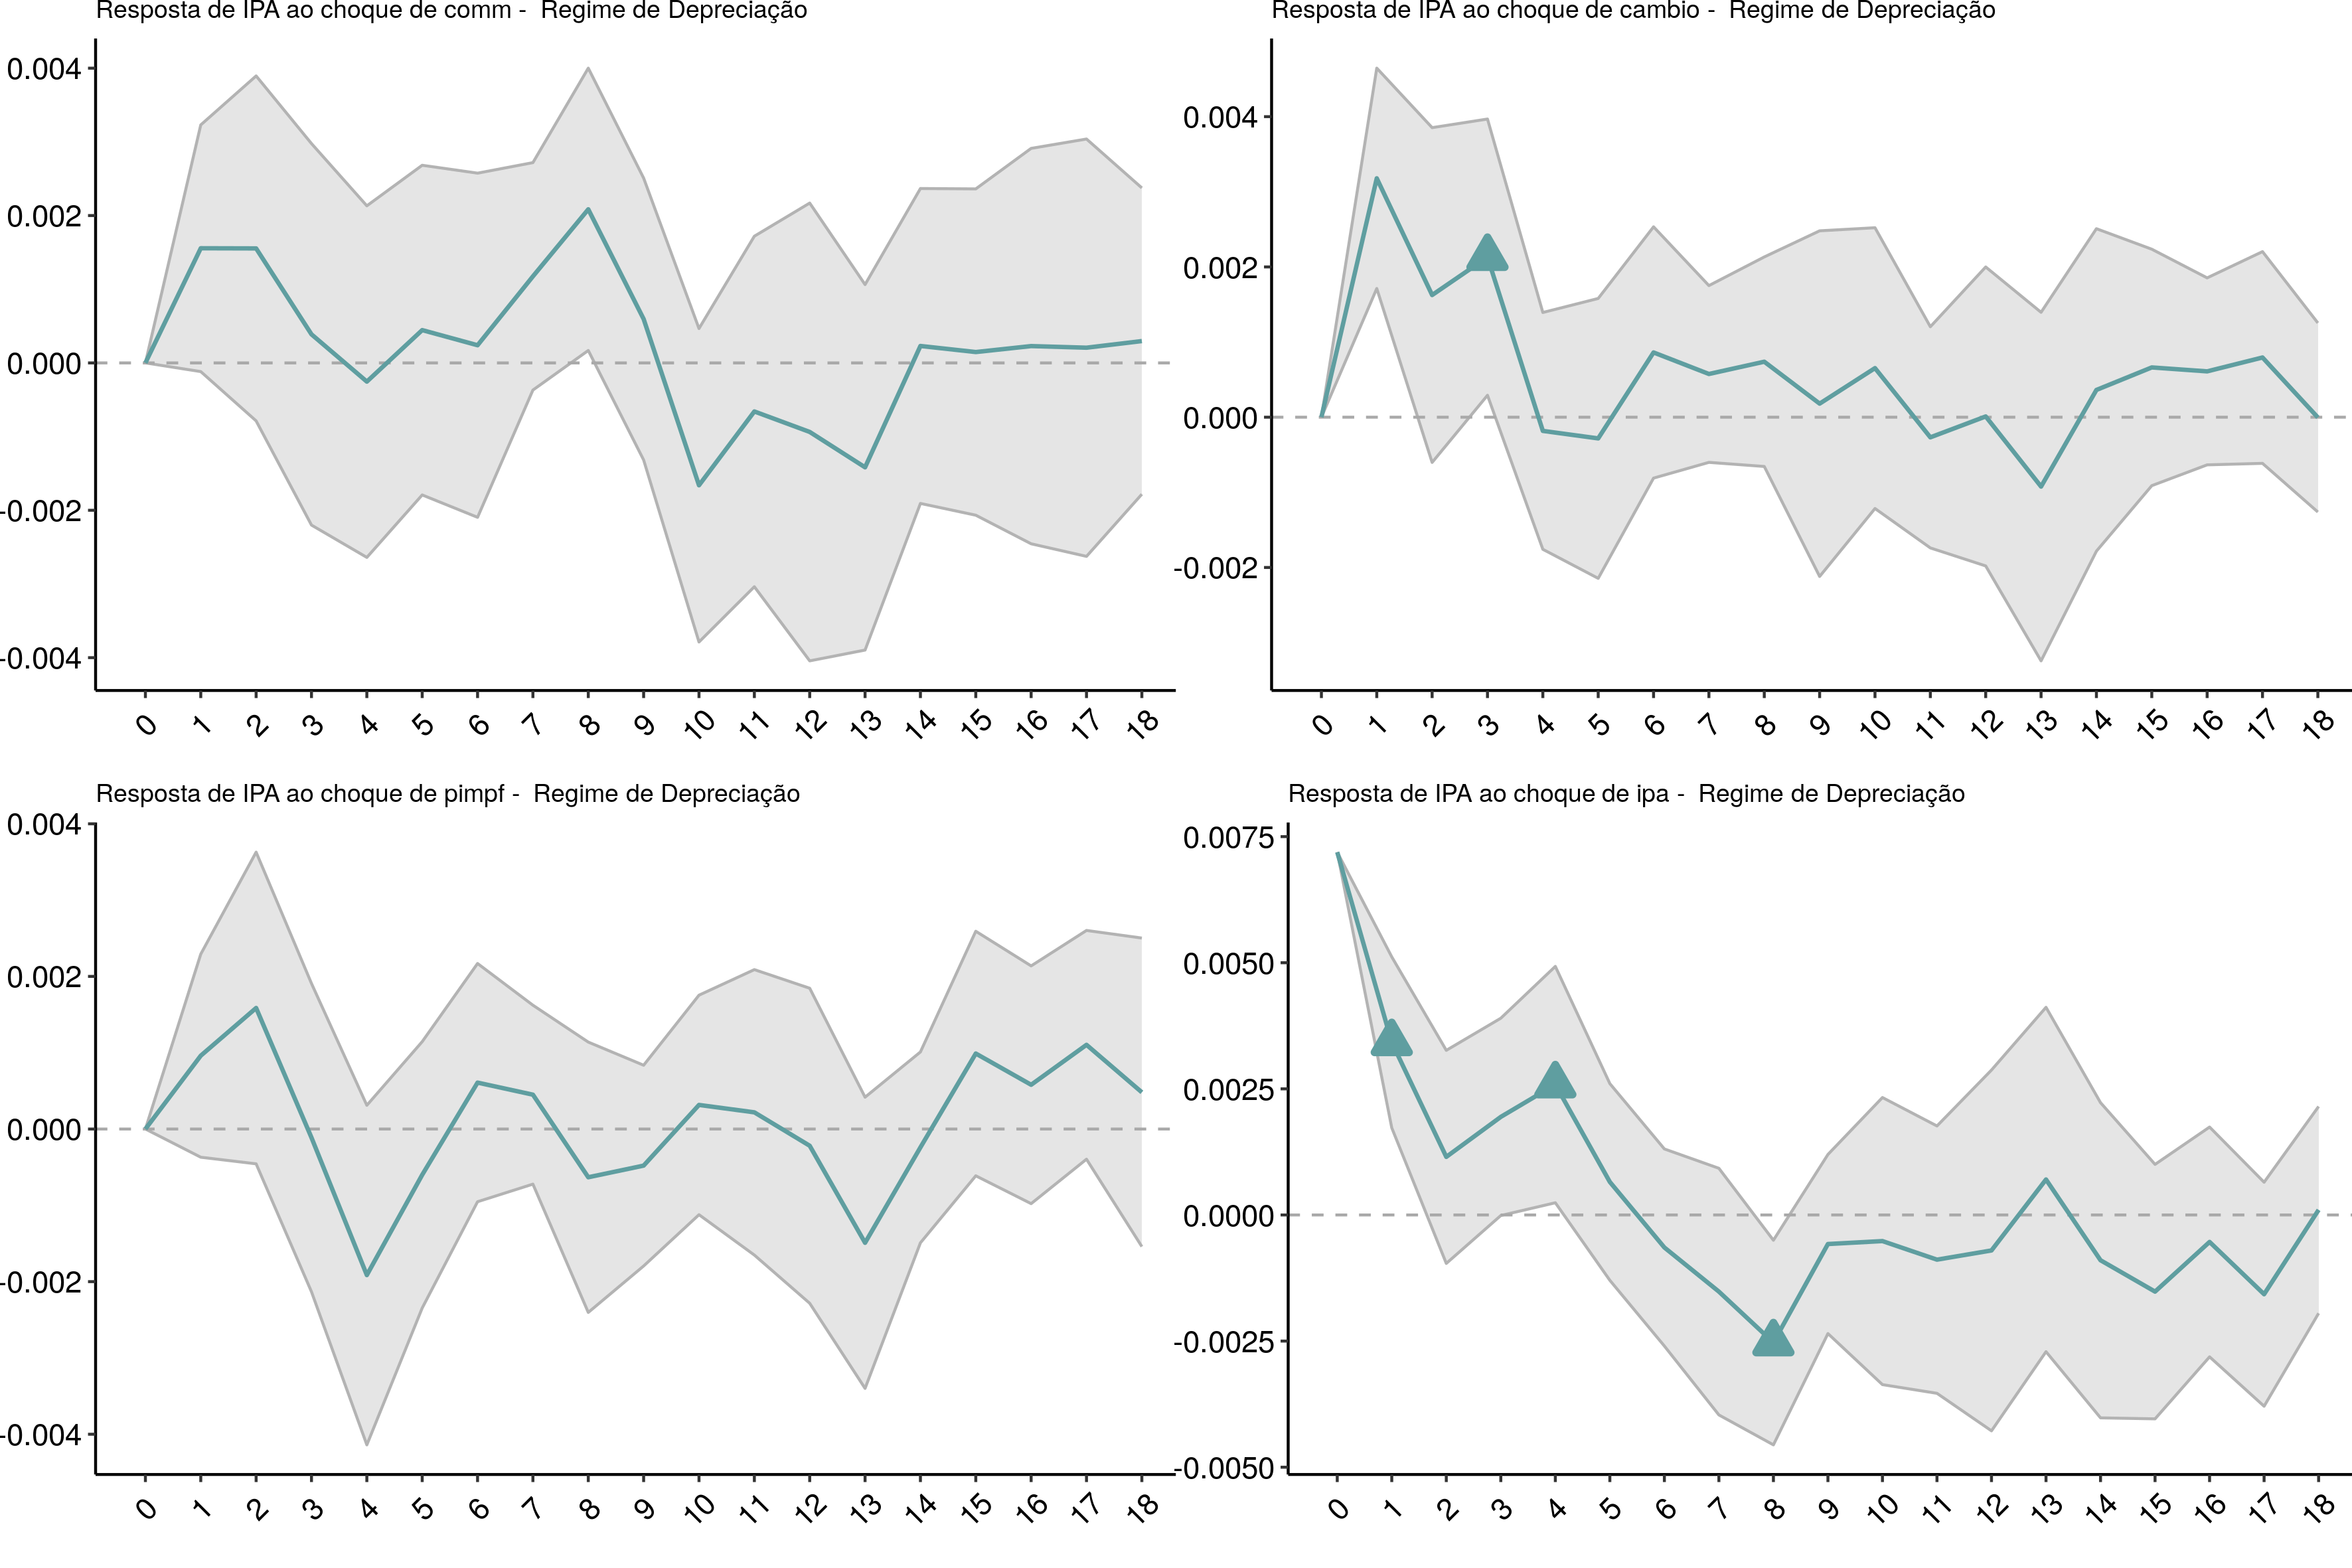 Resposta de IPA ao choque de comm -  Regime de Depreciação
0.004
0.002
0.000
-0.002
-0.004
0 1 2 3 4 5 6 7 8 9 10 11 12 13 14 15 16 17 18
Resposta de IPA ao choque de cambio -  Regime de Depreciação
0.004
0.002
0.000
-0.002
0 1 2 3 4 5 6 7 8 9 10 11 12 13 14 15 16 17 18
Resposta de IPA ao choque de pimpf -  Regime de Depreciação
0.004
0.002
0.000
-0.002
-0.004
0 1 2 3 4 5 6 7 8 9 10 11 12 13 14 15 16 17 18
Resposta de IPA ao choque de ipa -  Regime de Depreciação
0.0075
0.0050
0.0025
0.0000
-0.0025
-0.0050
0 1 2 3 4 5 6 7 8 9 10 11 12 13 14 15 16 17 18